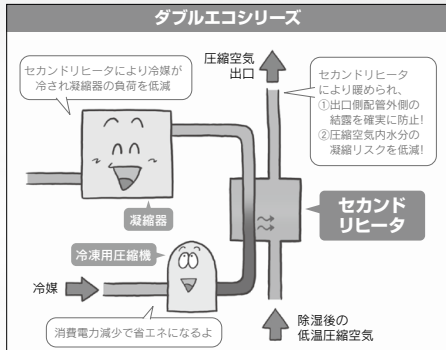 ダブルエコシリーズ
セカンドリヒータにより冷媒が
冷され凝縮器の負荷を低減
圧縮空気
出口
セカンドリヒータ
により暖められ、
①出口側配管外側の
結露を確実に防止!
②圧縮空気内水分の
凝縮リスクを低減!
凝縮器
セカンド
リヒータ
冷凍用圧縮機
冷媒
消費電力減少で省エネになるよ
除湿後の
低温圧縮空気